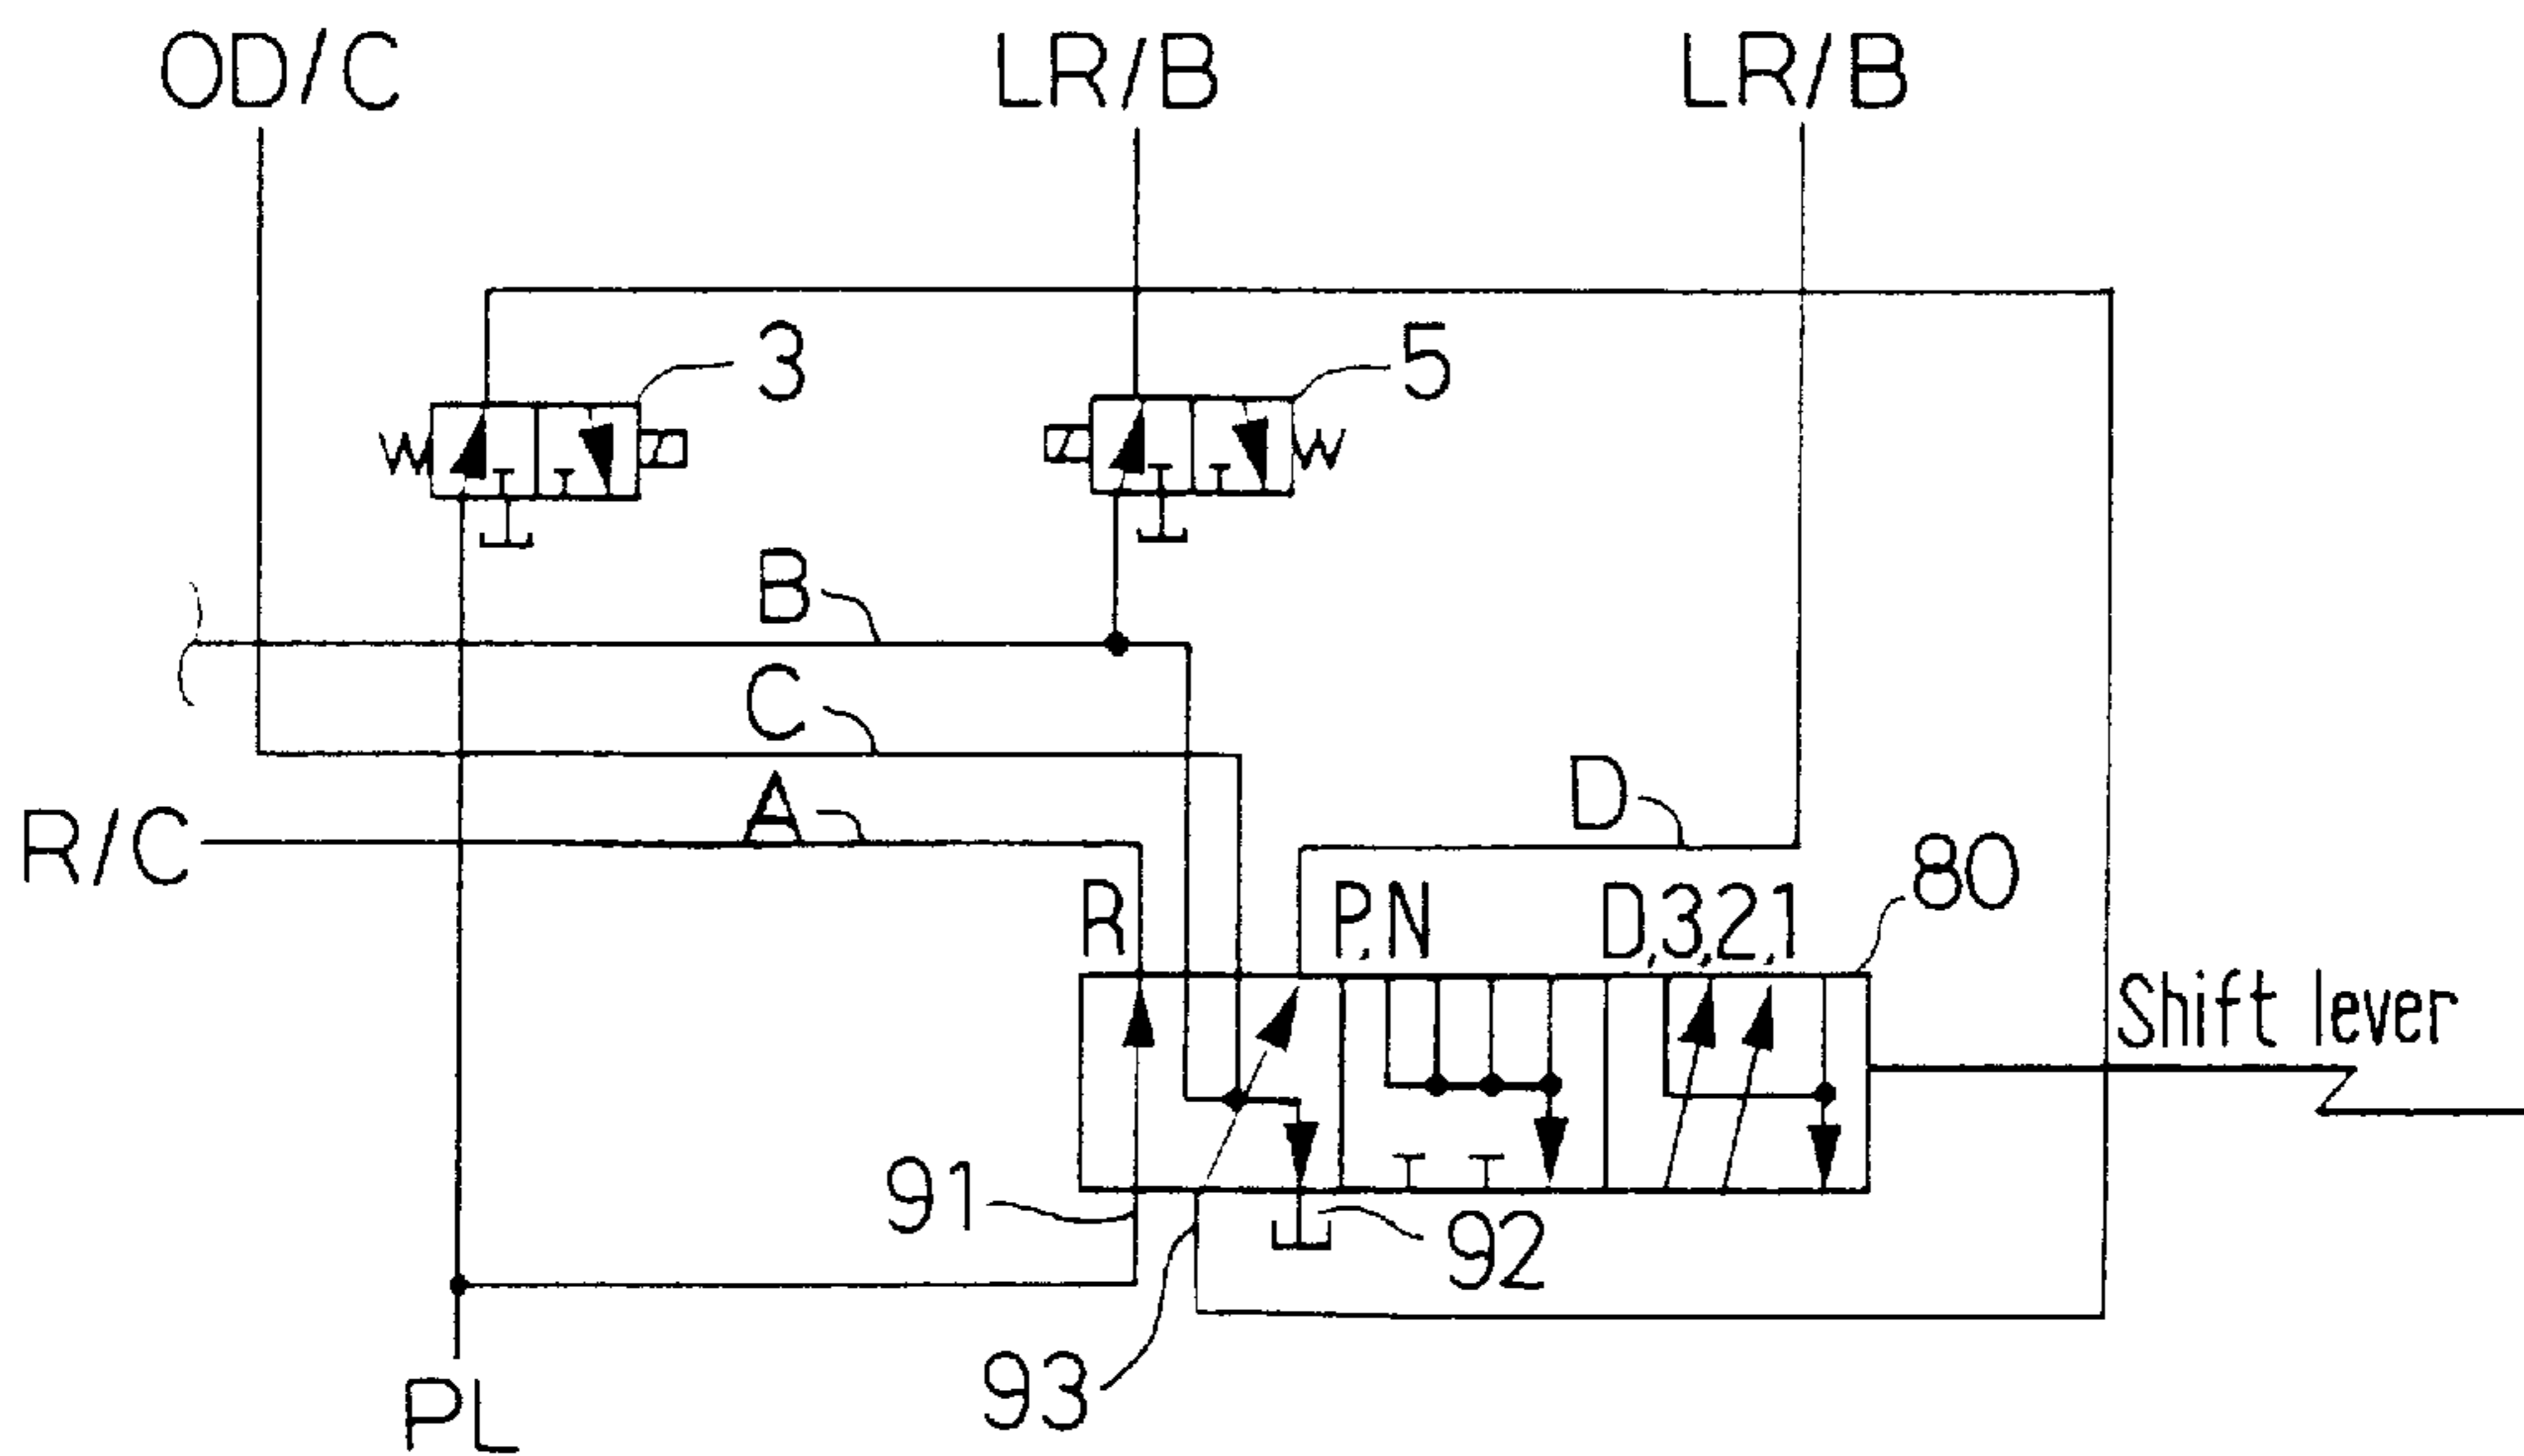 OD/C
LR/B
LR/B
3
5
B
C
A
D
R/C
80
R
P,N
D,3,2,1
Shift lever
91
92
93
PL